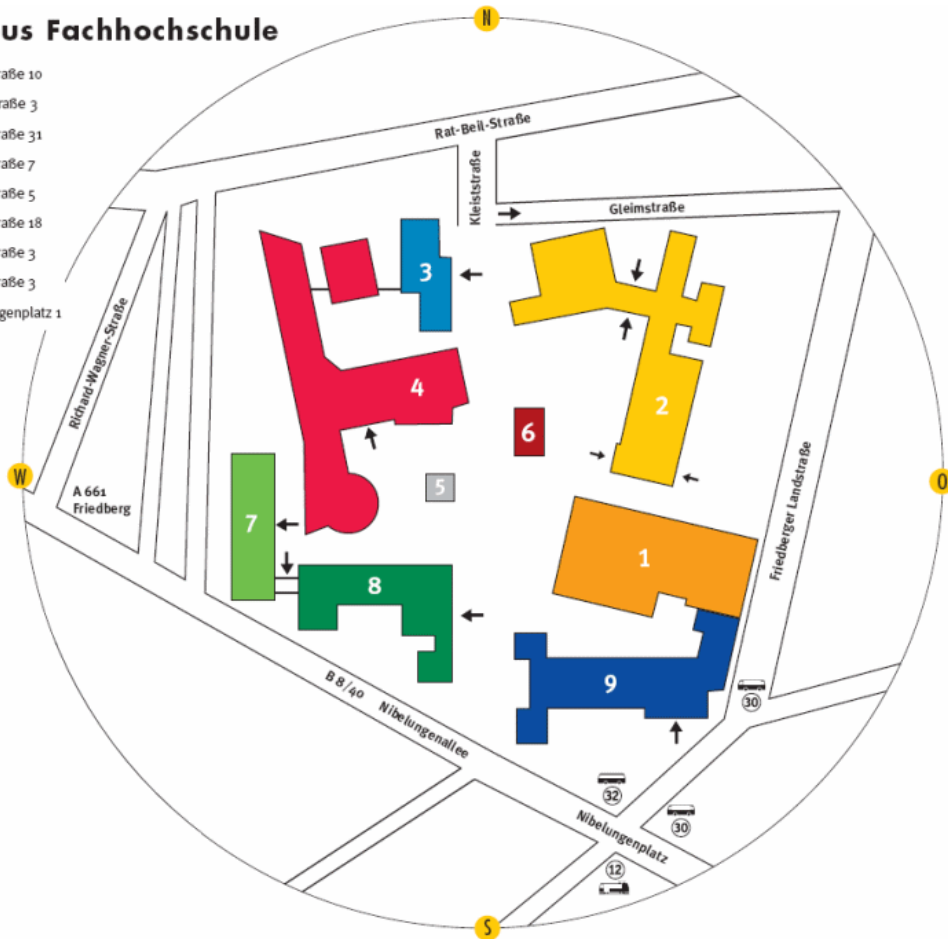 us Fachhochschule
raße 10
raße 3
raße 31
raße 7
raße 5
raße 18
raße 3
raße 3
genplatz 1
N
Rat-Beil-Straße
Kleiststraße
Gleimstraße
Richard-Wagner-Straße
3
4
2
6
W
A 661
Friedberg
5
O
7
1
Friedberger Landstraße
8
9
B 8/40 Nibelungenallee
30
32
30
Nibelungenplatz
12
S